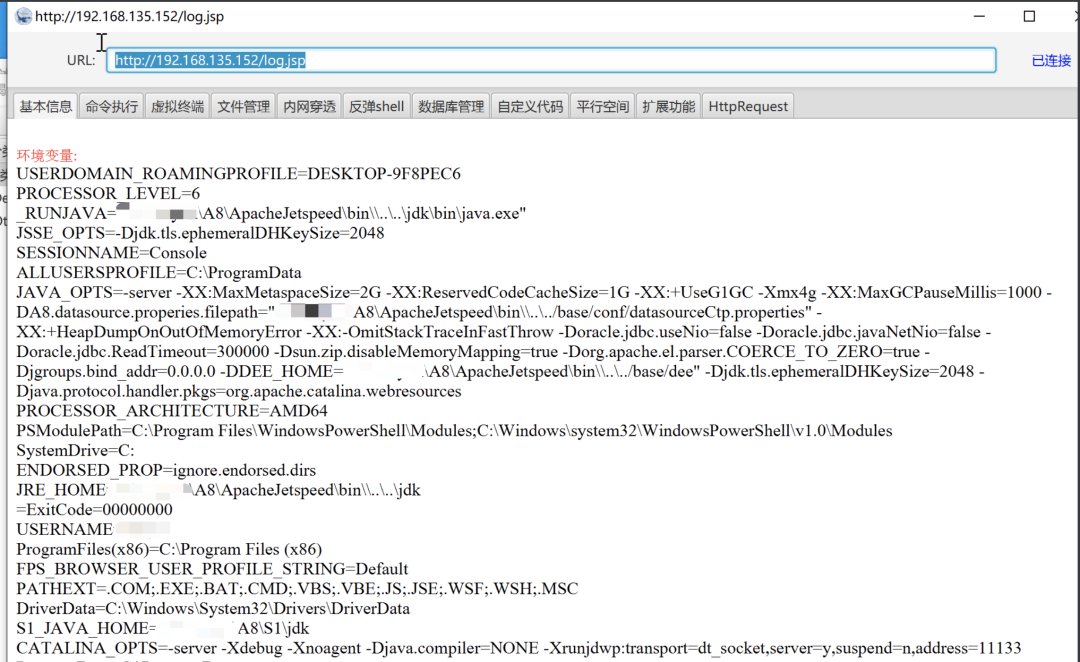 http://192.168.135.152/log.jsp
URL: http://192.168.135.152/log.jsp 已连接
基本信息 命令执行 虚拟终端 文件管理 内网穿透 反弹shell 数据库管理 自定义代码 平行空间 扩展功能 HttpRequest
环境变量:
USERDOMAIN_ROAMINGPROFILE=DESKTOP-9F8PEC6
PROCESSOR_LEVEL=6
_RUNJAVA=" \A8\ApacheJetspeed\bin\\..\..\jdk\bin\java.exe"
JSSE_OPTS=-Djdk.tls.ephemeralDHKeySize=2048
SESSIONNAME=Console
ALLUSERSPROFILE=C:\ProgramData
JAVA_OPTS=-server -XX:MaxMetaspaceSize=2G -XX:ReservedCodeCacheSize=1G -XX:+UseG1GC -Xmx4g -XX:MaxGCPauseMillis=1000 -
DA8.datasource.properies.filepath=" A8\ApacheJetspeed\bin\\..\../base/conf/datasourceCtp.properties" -
XX:+HeapDumpOnOutOfMemoryError -XX:-OmitStackTraceInFastThrow -Doracle.jdbc.useNio=false -Doracle.jdbc.javaNetNio=false -
Doracle.jdbc.ReadTimeout=300000 -Dsun.zip.disableMemoryMapping=true -Dorg.apache.el.parser.COERCE_TO_ZERO=true -
Djgroups.bind_addr=0.0.0.0 -DDEE_HOME= \A8\ApacheJetspeed\bin\\..\../base/dee" -Djdk.tls.ephemeralDHKeySize=2048 -
Djava.protocol.handler.pkgs=org.apache.catalina.webresources
PROCESSOR_ARCHITECTURE=AMD64
PSModulePath=C:\Program Files\WindowsPowerShell\Modules;C:\Windows\system32\WindowsPowerShell\v1.0\Modules
SystemDrive=C:
ENDORSED_PROP=ignore.endorsed.dirs
JRE_HOME \A8\ApacheJetspeed\bin\\..\..\jdk
=ExitCode=00000000
USERNAME
ProgramFiles(x86)=C:\Program Files (x86)
FPS_BROWSER_USER_PROFILE_STRING=Default
PATHEXT=.COM;.EXE;.BAT;.CMD;.VBS;.VBE;.JS;.JSE;.WSF;.WSH;.MSC
DriverData=C:\Windows\System32\Drivers\DriverData
S1_JAVA_HOME= A8\S1\jdk
CATALINA_OPTS=-server -Xdebug -Xnoagent -Djava.compiler=NONE -Xrunjdwp:transport=dt_socket,server=y,suspend=n,address=11133